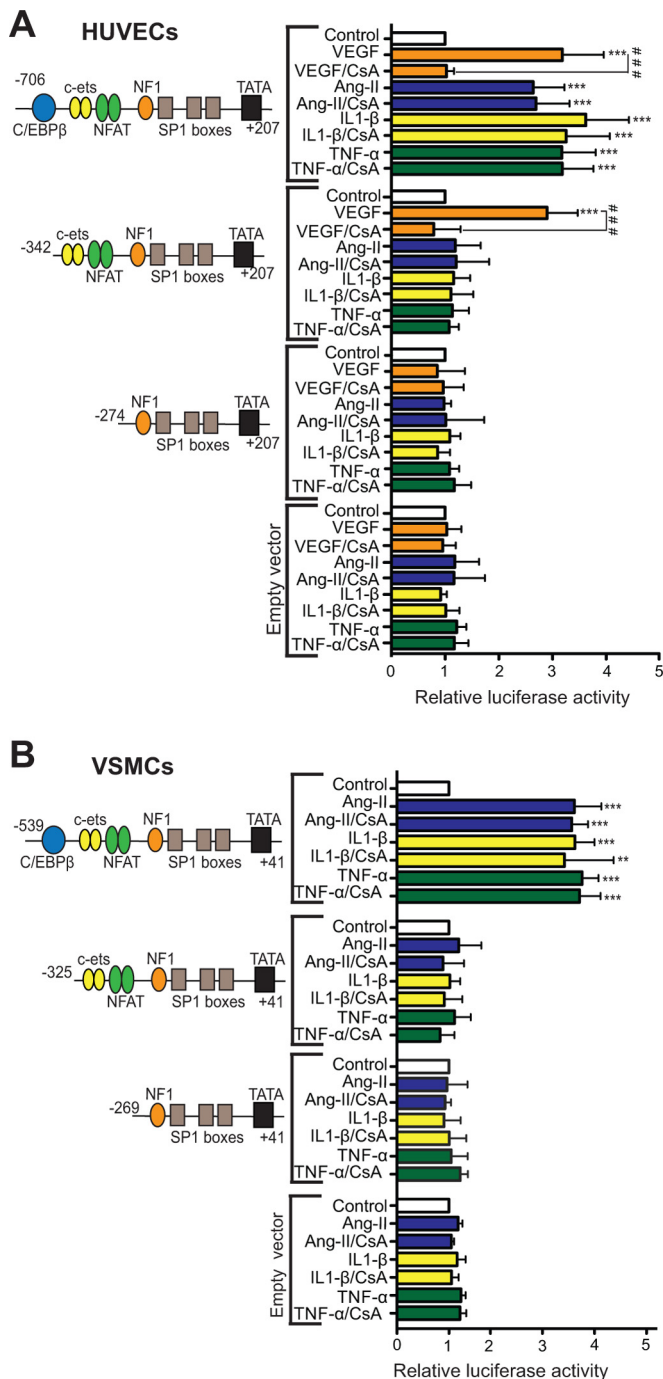 A
HUVECs
-706
c-ets
NF1
TATA
C/EBPβ
NFAT
SP1 boxes
+207
Control
VEGF
VEGF/CsA
Ang-II
Ang-II/CsA
IL1-β
IL1-β/CsA
TNF-α
TNF-α/CsA
***
###
***
***
***
***
***
***
-342
c-ets
NF1
TATA
NFAT
SP1 boxes
+207
Control
VEGF
VEGF/CsA
Ang-II
Ang-II/CsA
IL1-β
IL1-β/CsA
TNF-α
TNF-α/CsA
***
###
-274
NF1
TATA
SP1 boxes
+207
Control
VEGF
VEGF/CsA
Ang-II
Ang-II/CsA
IL1-β
IL1-β/CsA
TNF-α
TNF-α/CsA
Empty vector
Control
VEGF
VEGF/CsA
Ang-II
Ang-II/CsA
IL1-β
IL1-β/CsA
TNF-α
TNF-α/CsA
0 1 2 3 4 5
Relative luciferase activity
B
VSMCs
-539
c-ets
NF1
TATA
C/EBPβ
NFAT
SP1 boxes
+41
Control
Ang-II
Ang-II/CsA
IL1-β
IL1-β/CsA
TNF-α
TNF-α/CsA
***
***
***
**
***
***
-325
c-ets
NF1
TATA
NFAT
SP1 boxes
+41
Control
Ang-II
Ang-II/CsA
IL1-β
IL1-β/CsA
TNF-α
TNF-α/CsA
-269
NF1
TATA
SP1 boxes
+41
Control
Ang-II
Ang-II/CsA
IL1-β
IL1-β/CsA
TNF-α
TNF-α/CsA
Empty vector
Control
Ang-II
Ang-II/CsA
IL1-β
IL1-β/CsA
TNF-α
TNF-α/CsA
0 1 2 3 4 5
Relative luciferase activity